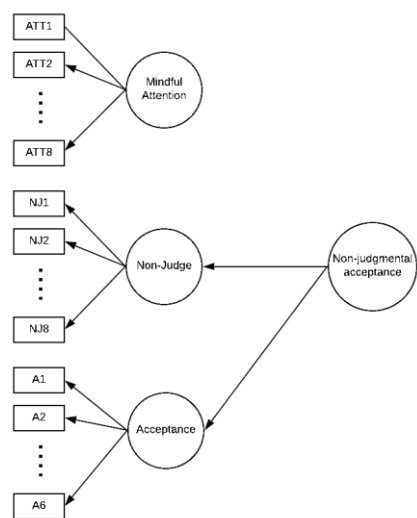 ATT1
ATT2
ATT8
Mindful
Attention
NJ1
NJ2
NJ8
Non-Judge
Non-judgmental
acceptance
A1
A2
A6
Acceptance